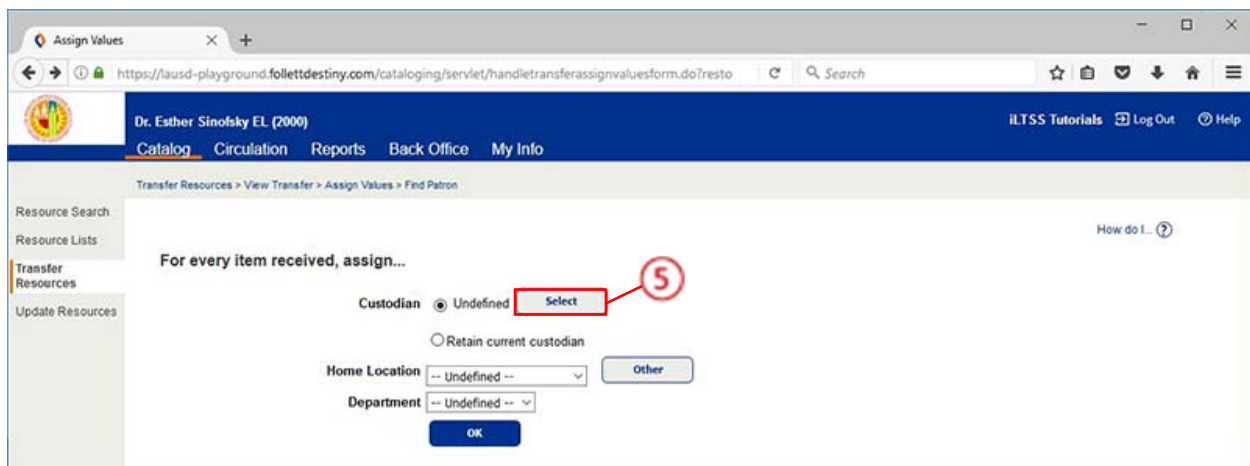 Assign Values
https://lausd-playground.follettdestiny.com/cataloging/servlet/handletransferassignvaluesform.do?resto
Search
Dr. Esther Sinofsky EL (2000)
iLTSS Tutorials Log Out Help
Catalog Circulation Reports Back Office My Info
Transfer Resources > View Transfer > Assign Values > Find Patron
Resource Search
Resource Lists
Transfer
Resources
Update Resources
How do I...
For every item received, assign...
Custodian Undefined Select
5
Retain current custodian
Home Location -- Undefined -- Other
Department -- Undefined --
OK